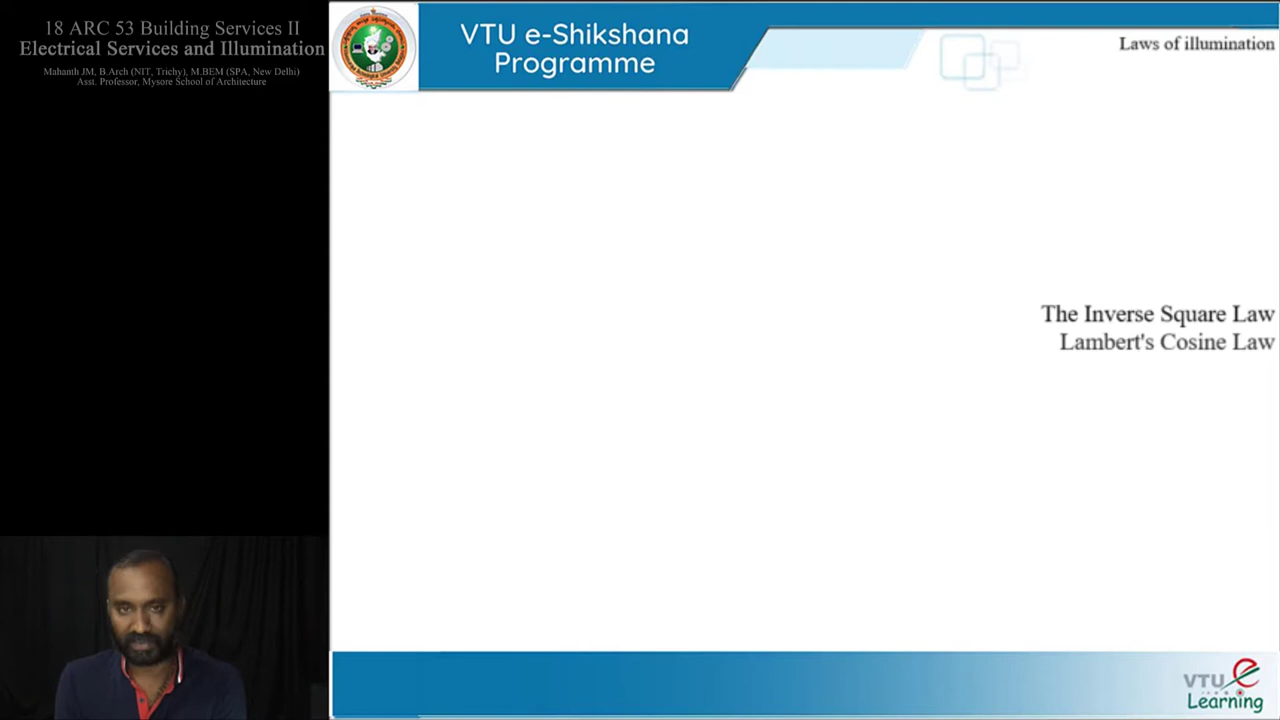 18 ARC 53 Building Services II
Electrical Services and Illumination
Mahanth JM, B.Arch (NIT, Trichy), M.BEM (SPA, New Delhi)
Asst. Professor, Mysore School of Architecture
VTU e-Shikshana
Programme
Laws of illumination
The Inverse Square Law
Lambert's Cosine Law
VTU e
Learning